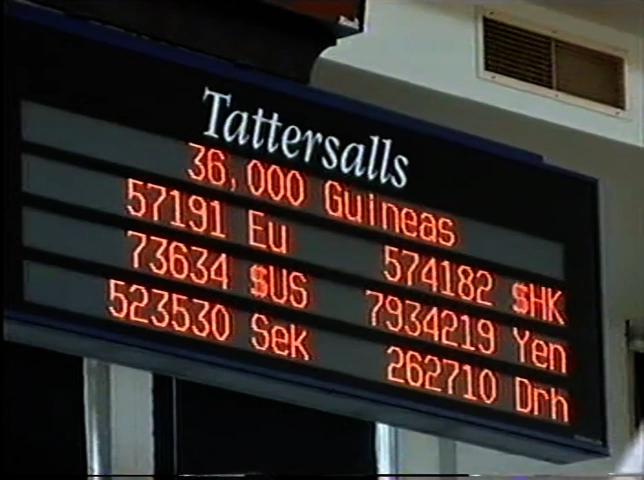 Tattersalls
36,000 Guineas
57191 Eu 574182 $HK
73634 $US 7934219 Yen
523530 Sek 262710 Drh